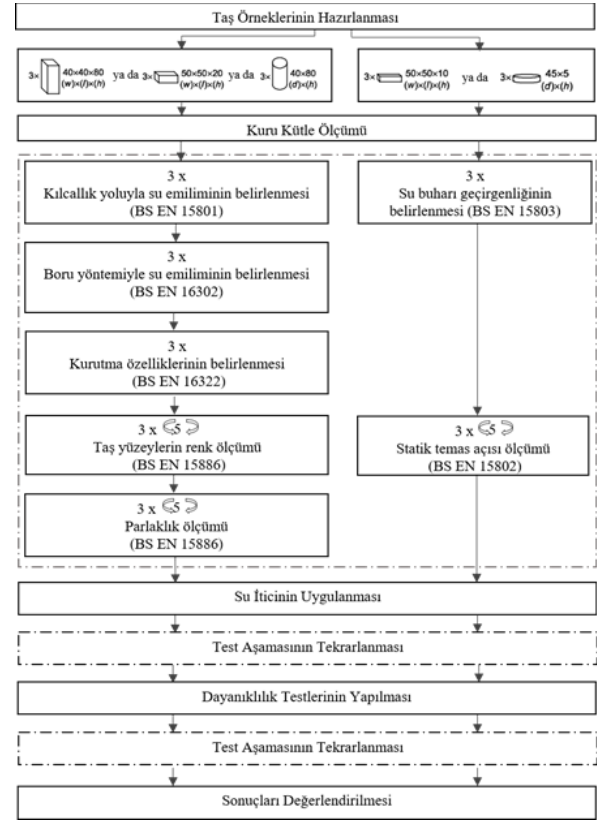 Taş Örneklerinin Hazırlanması
3× 40×40×80 (w)×(l)×(h) ya da 3× 50×50×20 (w)×(l)×(h) ya da 3× 40×80 (d)×(h)
3× 50×50×10 (w)×(l)×(h) ya da 3× 45×5 (d)×(h)
Kuru Kütle Ölçümü
3 x
Kılcallık yoluyla su emiliminin belirlenmesi
(BS EN 15801)
3 x
Su buharı geçirgenliğinin
belirlenmesi (BS EN 15803)
3 x
Boru yöntemiyle su emiliminin belirlenmesi
(BS EN 16302)
3 x
Kurutma özelliklerinin belirlenmesi
(BS EN 16322)
3 x 5
Taş yüzeylerin renk ölçümü
(BS EN 15886)
3 x 5
Statik temas açısı ölçümü
(BS EN 15802)
3 x 5
Parlaklık ölçümü
(BS EN 15886)
Su İticinin Uygulanması
Test Aşamasının Tekrarlanması
Dayanıklılık Testlerinin Yapılması
Test Aşamasının Tekrarlanması
Sonuçları Değerlendirilmesi